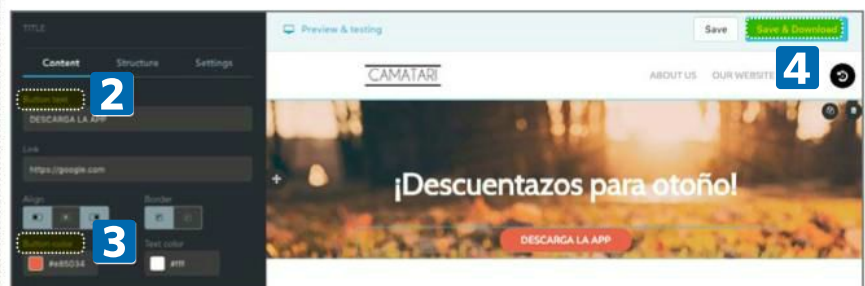 TITLE
Content Structure Settings
Button text
2
DESCARGA LA APP
Link
https://google.com
Align Border
Button color
3
Text color
#e85034
#fff
Preview & testing
Save
Save & Download
4
CAMATARI
ABOUT US OUR WEBSITE
¡Descuentazos para otoño!
DESCARGA LA APP